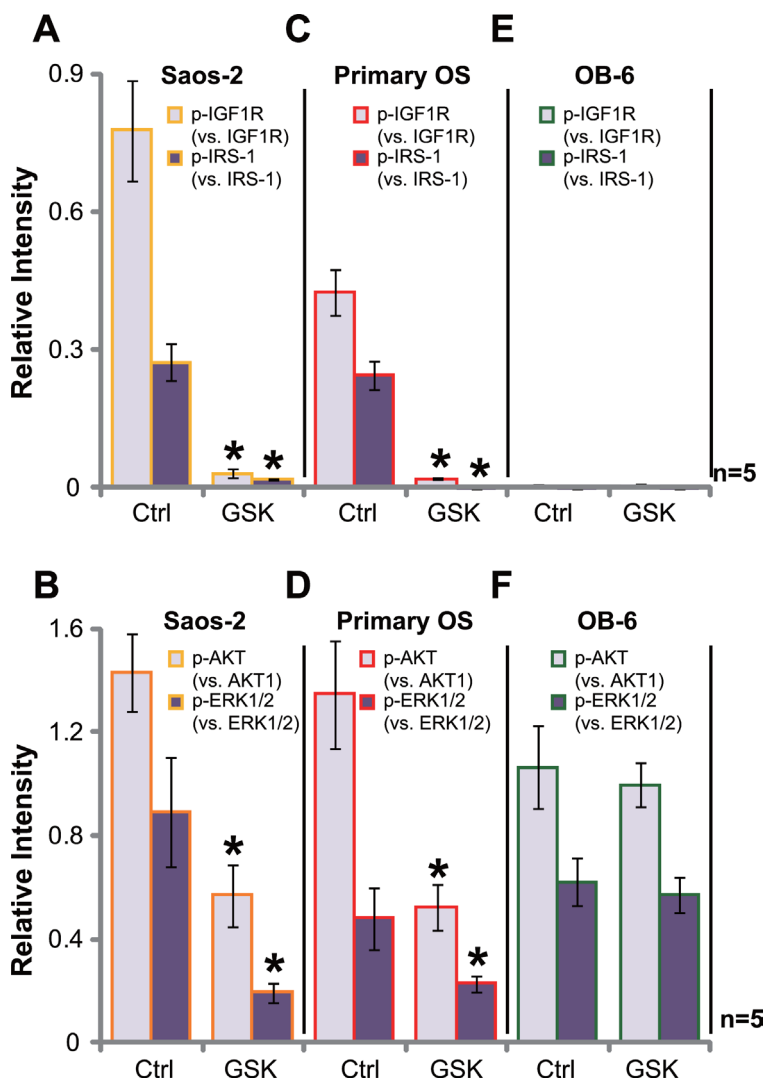 A
C
E
Saos-2
Primary OS
OB-6
0.9
0.6
0.3
0
Relative Intensity
p-IGF1R
(vs. IGF1R)
p-IRS-1
(vs. IRS-1)
p-IGF1R
(vs. IGF1R)
p-IRS-1
(vs. IRS-1)
p-IGF1R
(vs. IGF1R)
p-IRS-1
(vs. IRS-1)
* *
* *
n=5
Ctrl GSK Ctrl GSK Ctrl GSK
B
D
F
Saos-2
Primary OS
OB-6
1.6
1.2
0.8
0.4
0
Relative Intensity
p-AKT
(vs. AKT1)
p-ERK1/2
(vs. ERK1/2)
p-AKT
(vs. AKT1)
p-ERK1/2
(vs. ERK1/2)
p-AKT
(vs. AKT1)
p-ERK1/2
(vs. ERK1/2)
* *
* *
n=5
Ctrl GSK Ctrl GSK Ctrl GSK